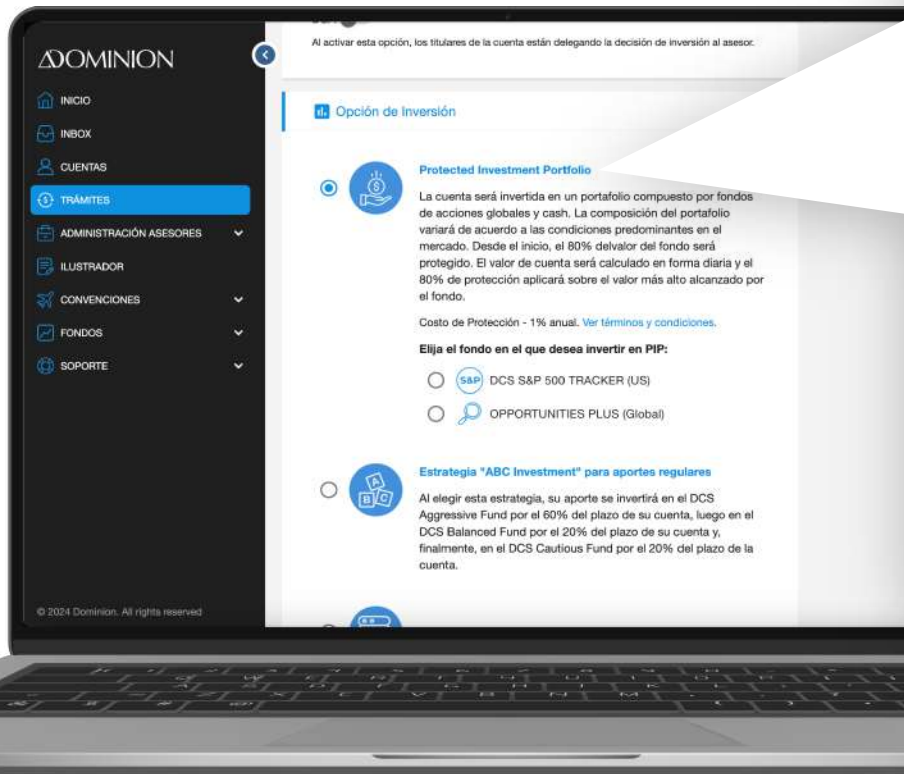 Al activar esta opción, los titulares de la cuenta están delegando la decisión de inversión al asesor.
DOMINION
INICIO
INBOX
CUENTAS
TRÁMITES
ADMINISTRACIÓN ASESORES
ILUSTRADOR
CONVENCIONES
FONDOS
SOPORTE
© 2024 Dominion. All rights reserved
Opción de Inversión
Protected Investment Portfolio
La cuenta será invertida en un portafolio compuesto por fondos
de acciones globales y cash. La composición del portafolio
variará de acuerdo a las condiciones predominantes en el
mercado. Desde el inicio, el 80% delvalor del fondo será
protegido. El valor de cuenta será calculado en forma diaria y el
80% de protección aplicará sobre el valor más alto alcanzado por
el fondo.
Costo de Protección - 1% anual. Ver términos y condiciones.
Elija el fondo en el que desea invertir en PIP:
S&P DCS S&P 500 TRACKER (US)
OPPORTUNITIES PLUS (Global)
A
B C
Estrategia "ABC Investment" para aportes regulares
Al elegir esta estrategia, su aporte se invertirá en el DCS
Aggressive Fund por el 60% del plazo de su cuenta, luego en el
DCS Balanced Fund por el 20% del plazo de su cuenta y,
finalmente, en el DCS Cautious Fund por el 20% del plazo de la
cuenta.